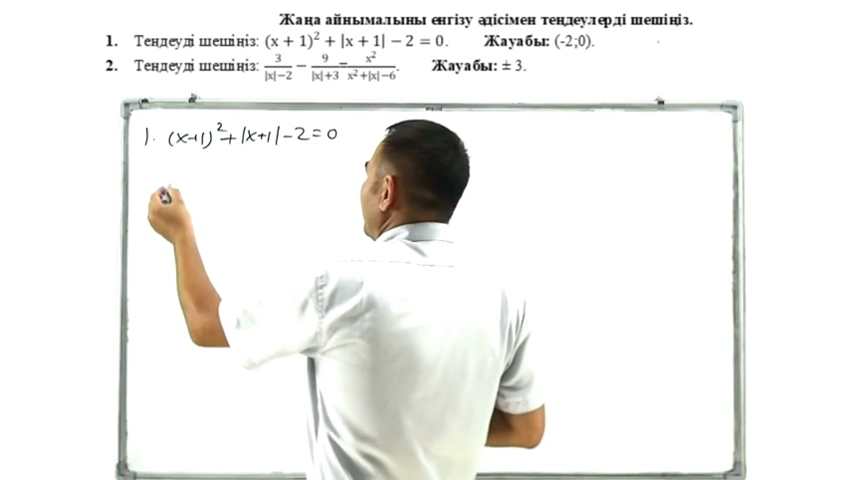 Жаңа айнымалыны енгізу әдісімен теңдеулерді шешіңіз.
1. Теңдеуді шешіңіз: (x + 1)² + |x + 1| − 2 = 0. Жауабы: (-2;0).
2. Теңдеуді шешіңіз: 3/(|x|−2) − 9/(|x|+3) = x²/(x²+|x|−6). Жауабы: ± 3.
1. (x+1)²+|x+1|-2=0